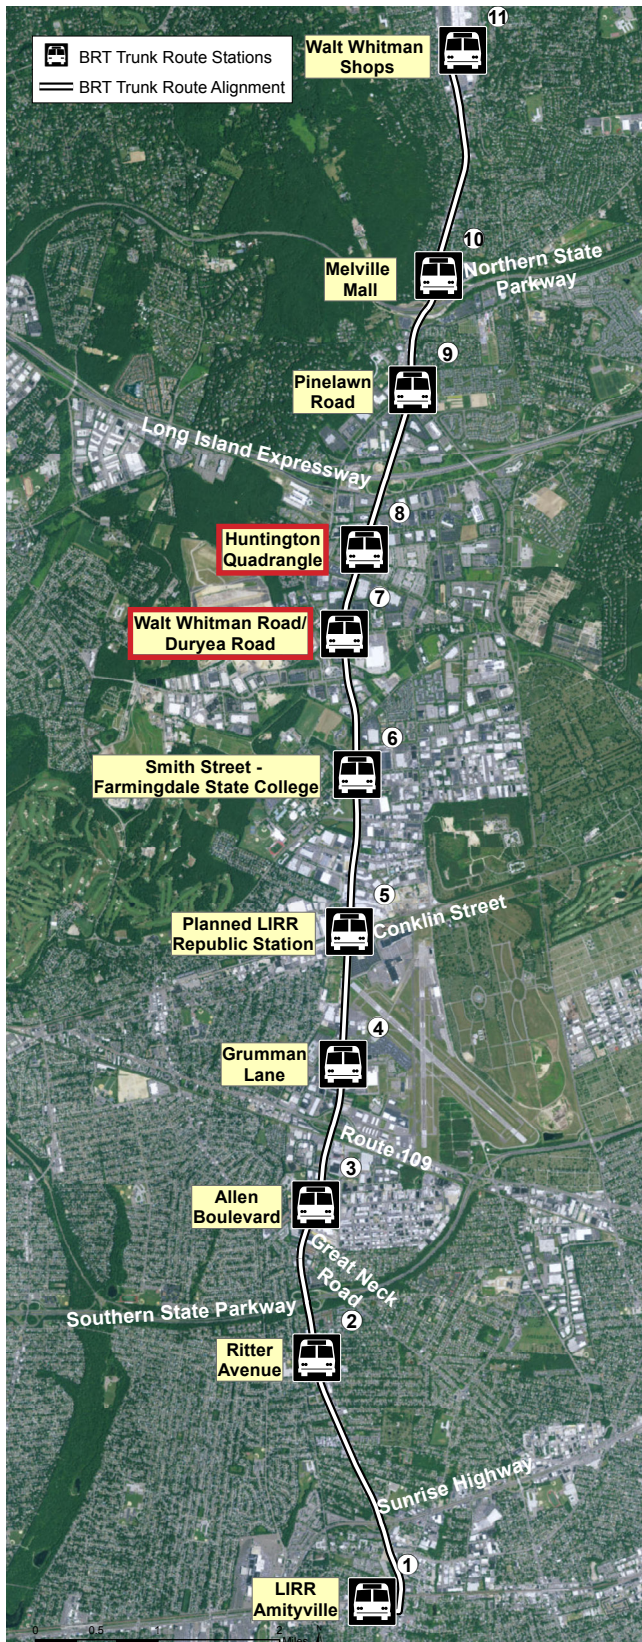 11
Walt Whitman
Shops
BRT Trunk Route Stations
BRT Trunk Route Alignment
10
Melville
Mall
Northern State
Parkway
9
Pinelawn
Road
Long Island Expressway
8
Huntington
Quadrangle
7
Walt Whitman Road/
Duryea Road
6
Smith Street -
Farmingdale State College
5
Planned LIRR
Republic Station
Conklin Street
4
Grumman
Lane
Route 109
3
Allen
Boulevard
Great Neck
Road
Southern State Parkway
2
Ritter
Avenue
Sunrise Highway
1
LIRR
Amityville
0 0.5 2
Miles